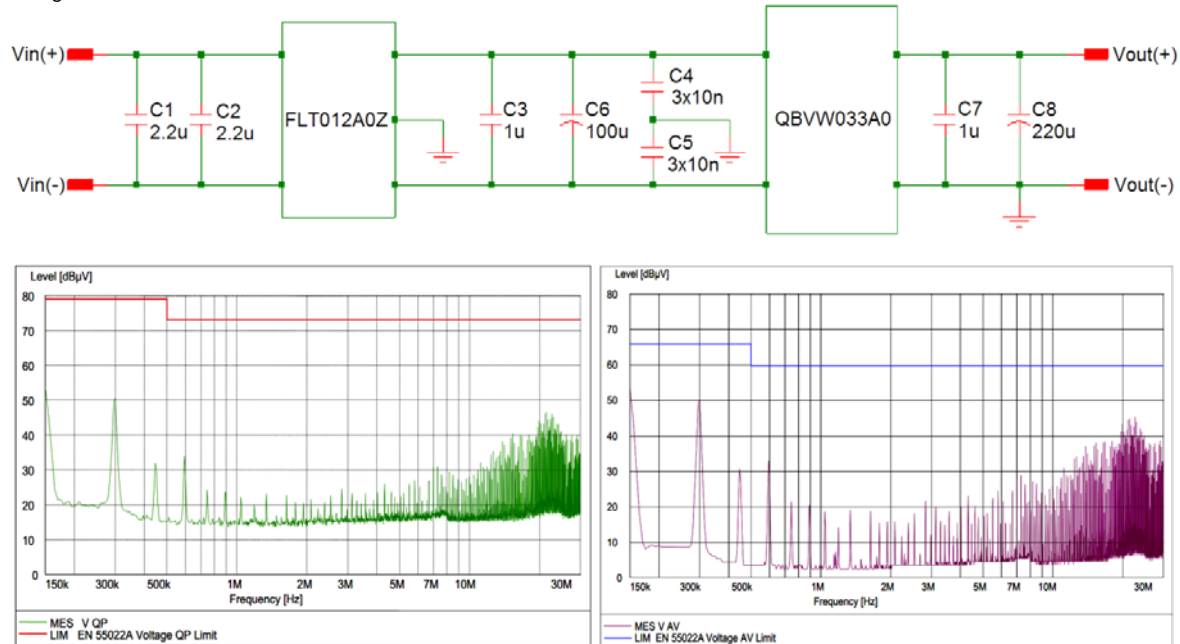 Vin(+)
Vin(-)
C1
2.2u
C2
2.2u
FLT012A0Z
C3
1u
C6
100u
C4
3x10n
C5
3x10n
QBVW033A0
C7
1u
C8
220u
Vout(+)
Vout(-)
Level [dBµV]
80
70
60
50
40
30
20
10
0
150k 300k 500k 1M 2M 3M 5M 7M 10M 30M
Frequency [Hz]
MES V QP
LIM EN 55022A Voltage QP Limit
Level [dBµV]
80
70
60
50
40
30
20
10
0
150k 300k 500k 1M 2M 3M 5M 7M 10M 30M
Frequency [Hz]
MES V AV
LIM EN 55022A Voltage AV Limit